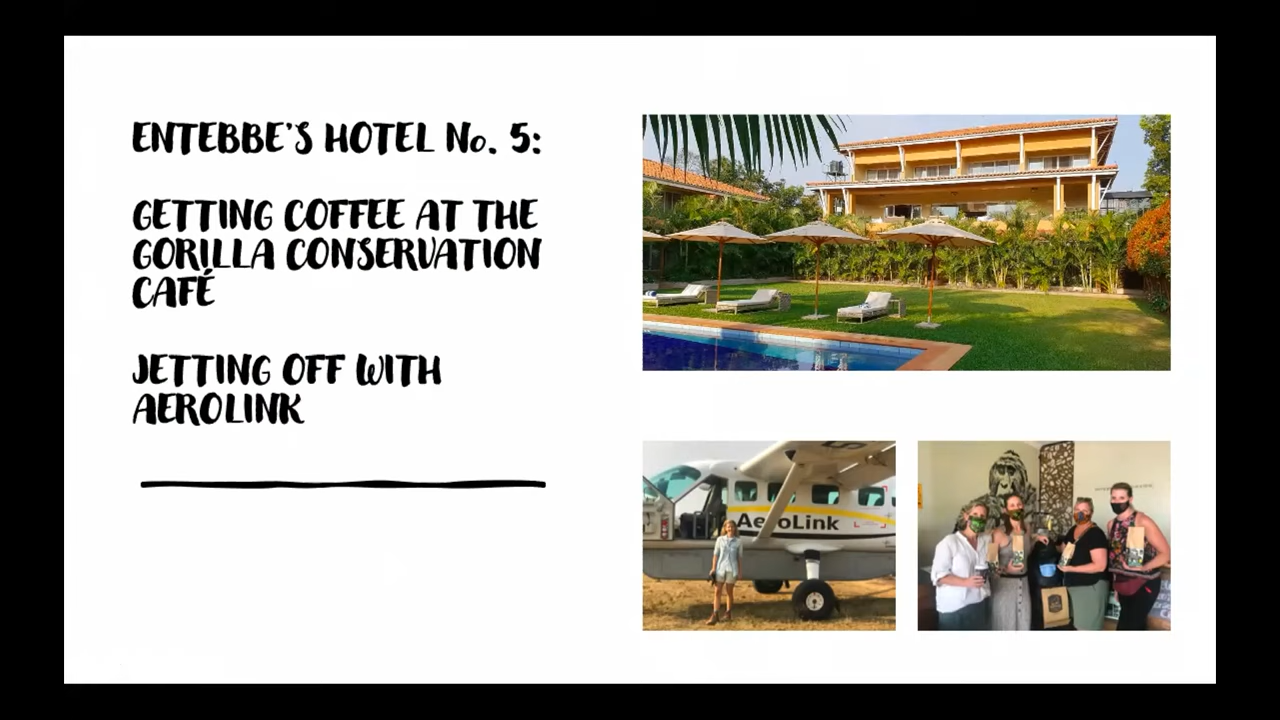 ENTEBBE'S HOTEL No. 5:
GETTING COFFEE AT THE
GORILLA CONSERVATION
CAFÉ
JETTING OFF WITH
AEROLINK
AeroLink